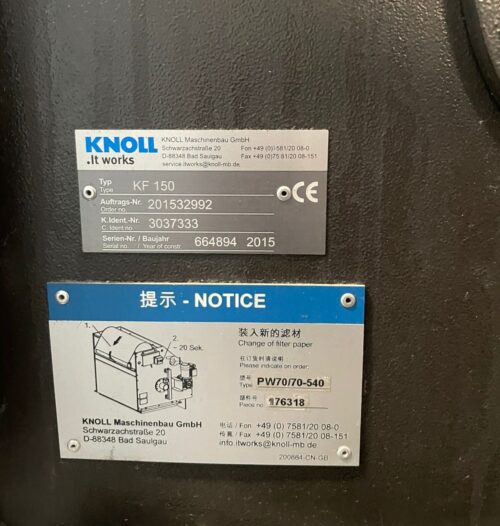 KNOLL
.It works
KNOLL Maschinenbau GmbH
Schwarzachstraße 20
D-88348 Bad Saulgau
Fon +49 (0)7581/20 08-0
Fax +49 (0)75 81/20 08-151
service.itworks@knoll-mb.de
Typ
Type
KF 150
CE
Auftrags-Nr.
Order no.
201532992
K.Ident.-Nr.
C. Ident no.
3037333
Serien-Nr. / Baujahr
Serial no. / Year of constr.
664894 2015
提示 - NOTICE
1.
2.
~ 20 Sek.
装入新的滤材
Change of filter paper
在订货时请说明
Please indicate on order:
型号
Type
PW70/70-540
部件号
Piece no
76318
KNOLL Maschinenbau GmbH
Schwarzachstraße 20
D-88348 Bad Saulgau
电话 / Fon +49 (0) 7581/20 08-0
传真 / Fax +49 (0) 7581/20 08-151
info.itworks@knoll-mb.de
200884-CN-GB